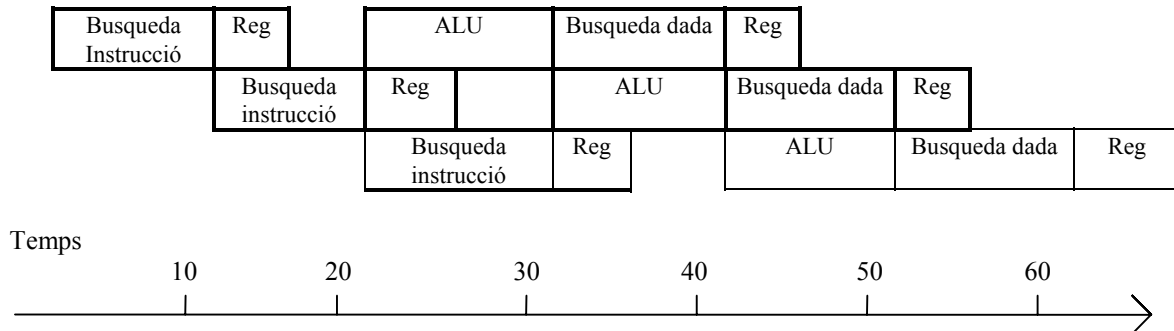 Busqueda Reg ALU Busqueda dada Reg
Instrucció
Busqueda Reg ALU Busqueda dada Reg
instrucció
Busqueda Reg ALU Busqueda dada Reg
instrucció
Temps
10 20 30 40 50 60